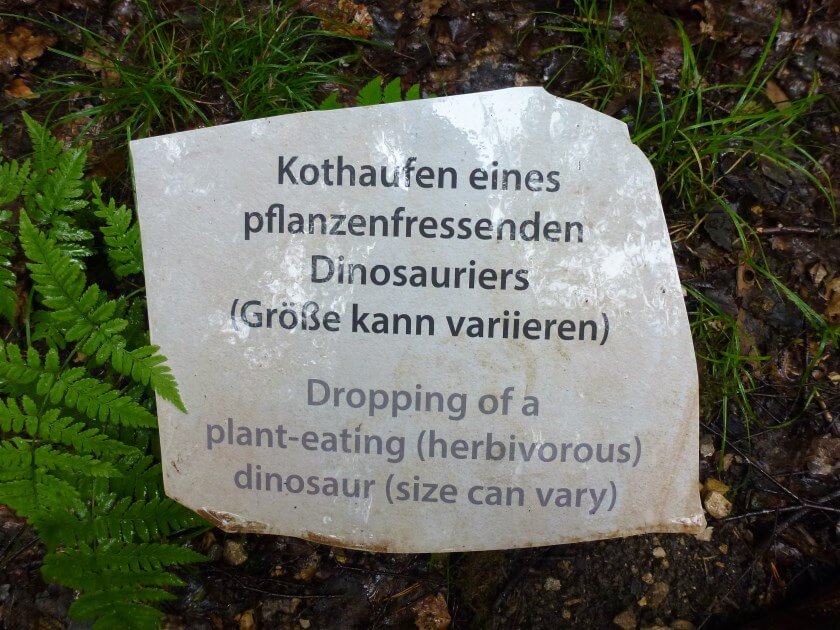 Kothaufen eines
pflanzenfressenden
Dinosauriers
(Größe kann variieren)
Dropping of a
plant-eating (herbivorous)
dinosaur (size can vary)